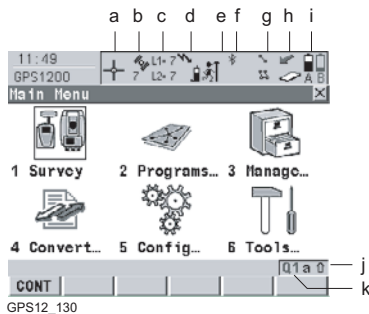 a b c d e f g h i
11:49 L1• 7
GPS1200 7 L2• 7 A B
Main Menu
1 Survey 2 Programs… 3 Manage…
4 Convert… 5 Config… 6 Tools…
Q1a⇧ j
CONT k
GPS12_130